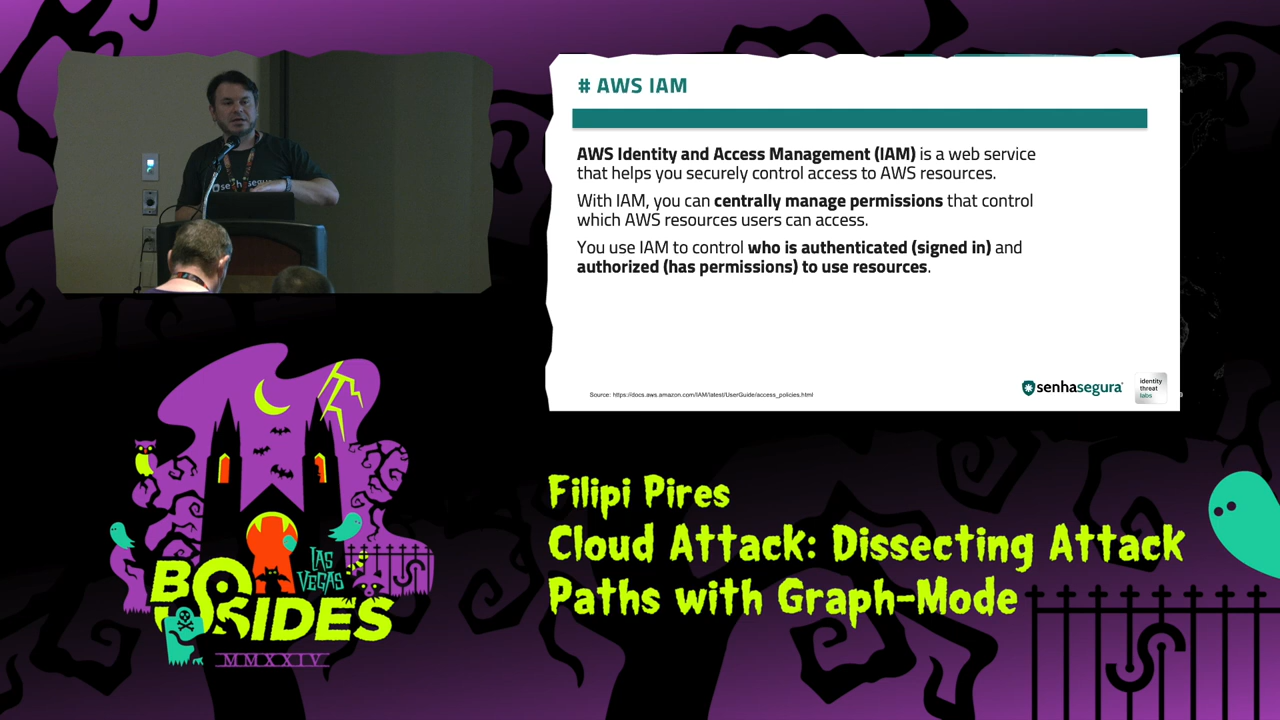 # AWS IAM
AWS Identity and Access Management (IAM) is a web service
that helps you securely control access to AWS resources.
With IAM, you can centrally manage permissions that control
which AWS resources users can access.
You use IAM to control who is authenticated (signed in) and
authorized (has permissions) to use resources.
Source: https://docs.aws.amazon.com/IAM/latest/UserGuide/access_policies.html
senhasegura
identity
threat
labs
senhasegura
LAS
VEGAS
BSIDES
MMXXIV
Filipi Pires
Cloud Attack: Dissecting Attack
Paths with Graph-Mode